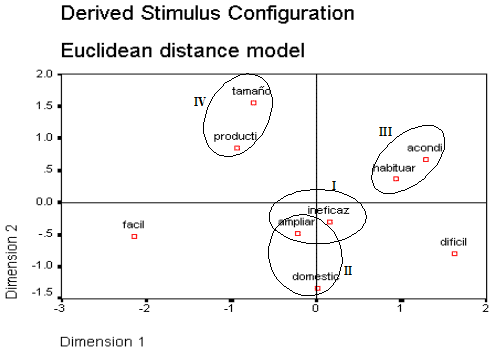 Derived Stimulus Configuration
Euclidean distance model
2.0
tamaño
IV
1.5
III
producti
1.0
acondi
.5
habituar
I
0.0
ineficaz
facil
ampliar
-.5
dificil
-1.0
domestic
II
-1.5
-3
-2
-1
0
1
2
Dimension 2
Dimension 1